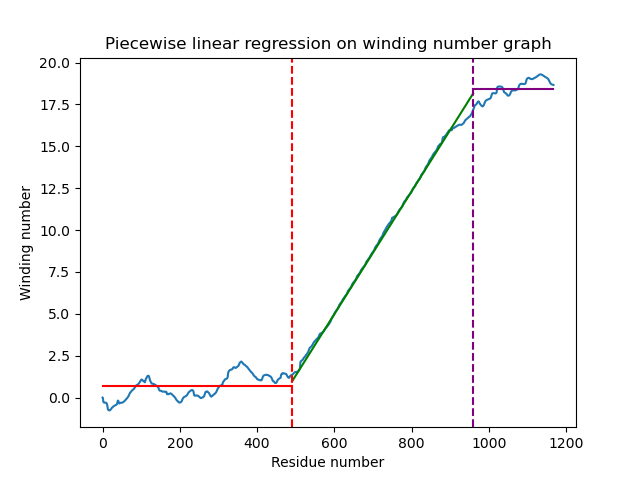 Piecewise linear regression on winding number graph
20.0
17.5
15.0
12.5
10.0
7.5
5.0
2.5
0.0
Winding number
0 200 400 600 800 1000 1200
Residue number